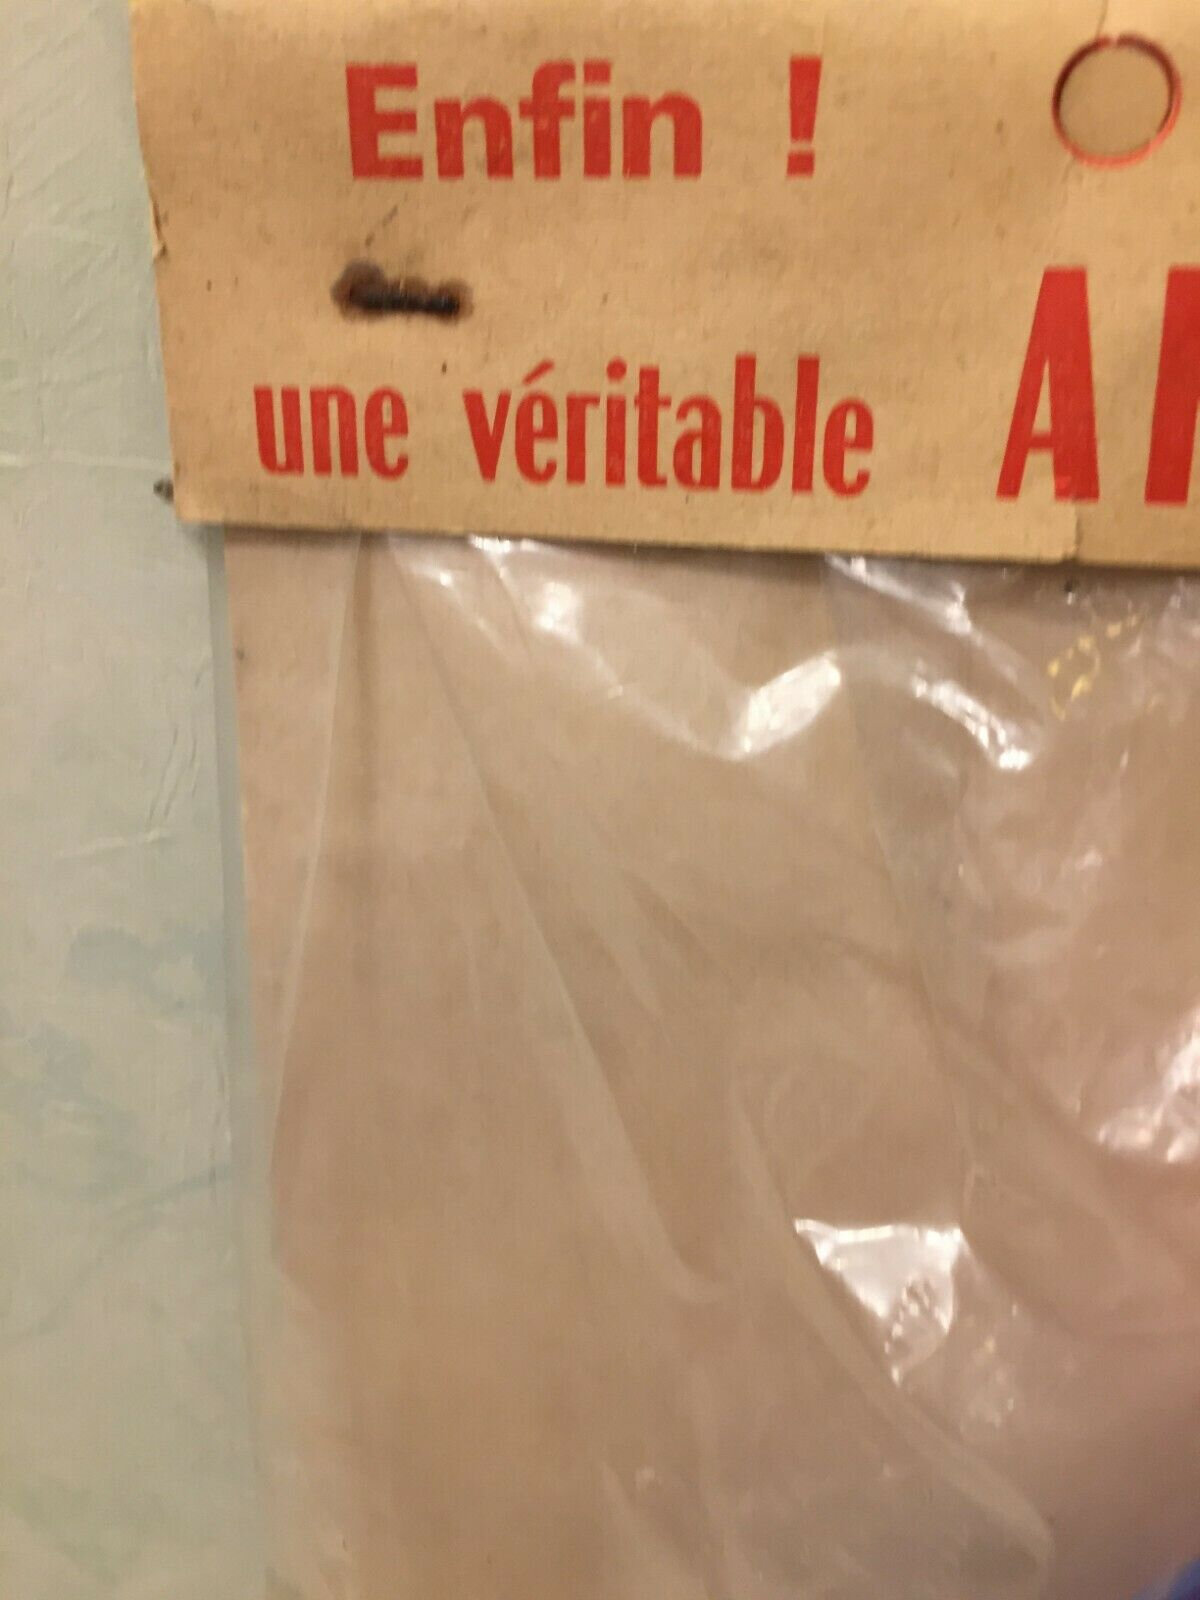 Enfin !
une véritable